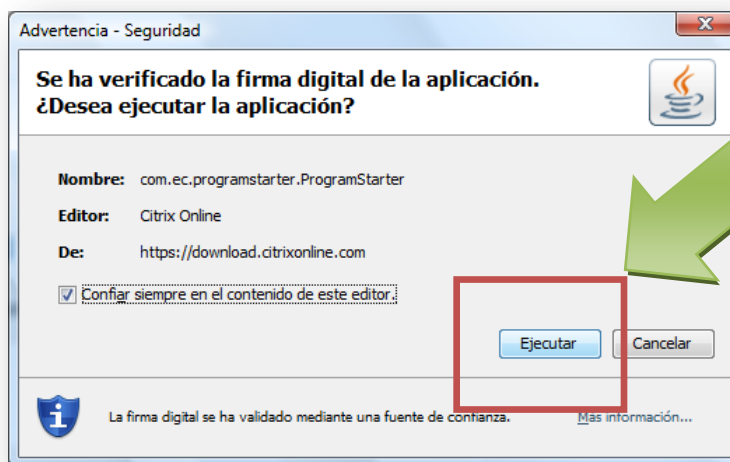 Advertencia - Seguridad
Se ha verificado la firma digital de la aplicación.
¿Desea ejecutar la aplicación?
Nombre: com.ec.programstarter.ProgramStarter
Editor: Citrix Online
De: https://download.citrixonline.com
Confiar siempre en el contenido de este editor.
Ejecutar Cancelar
La firma digital se ha validado mediante una fuente de confianza. Mas información...